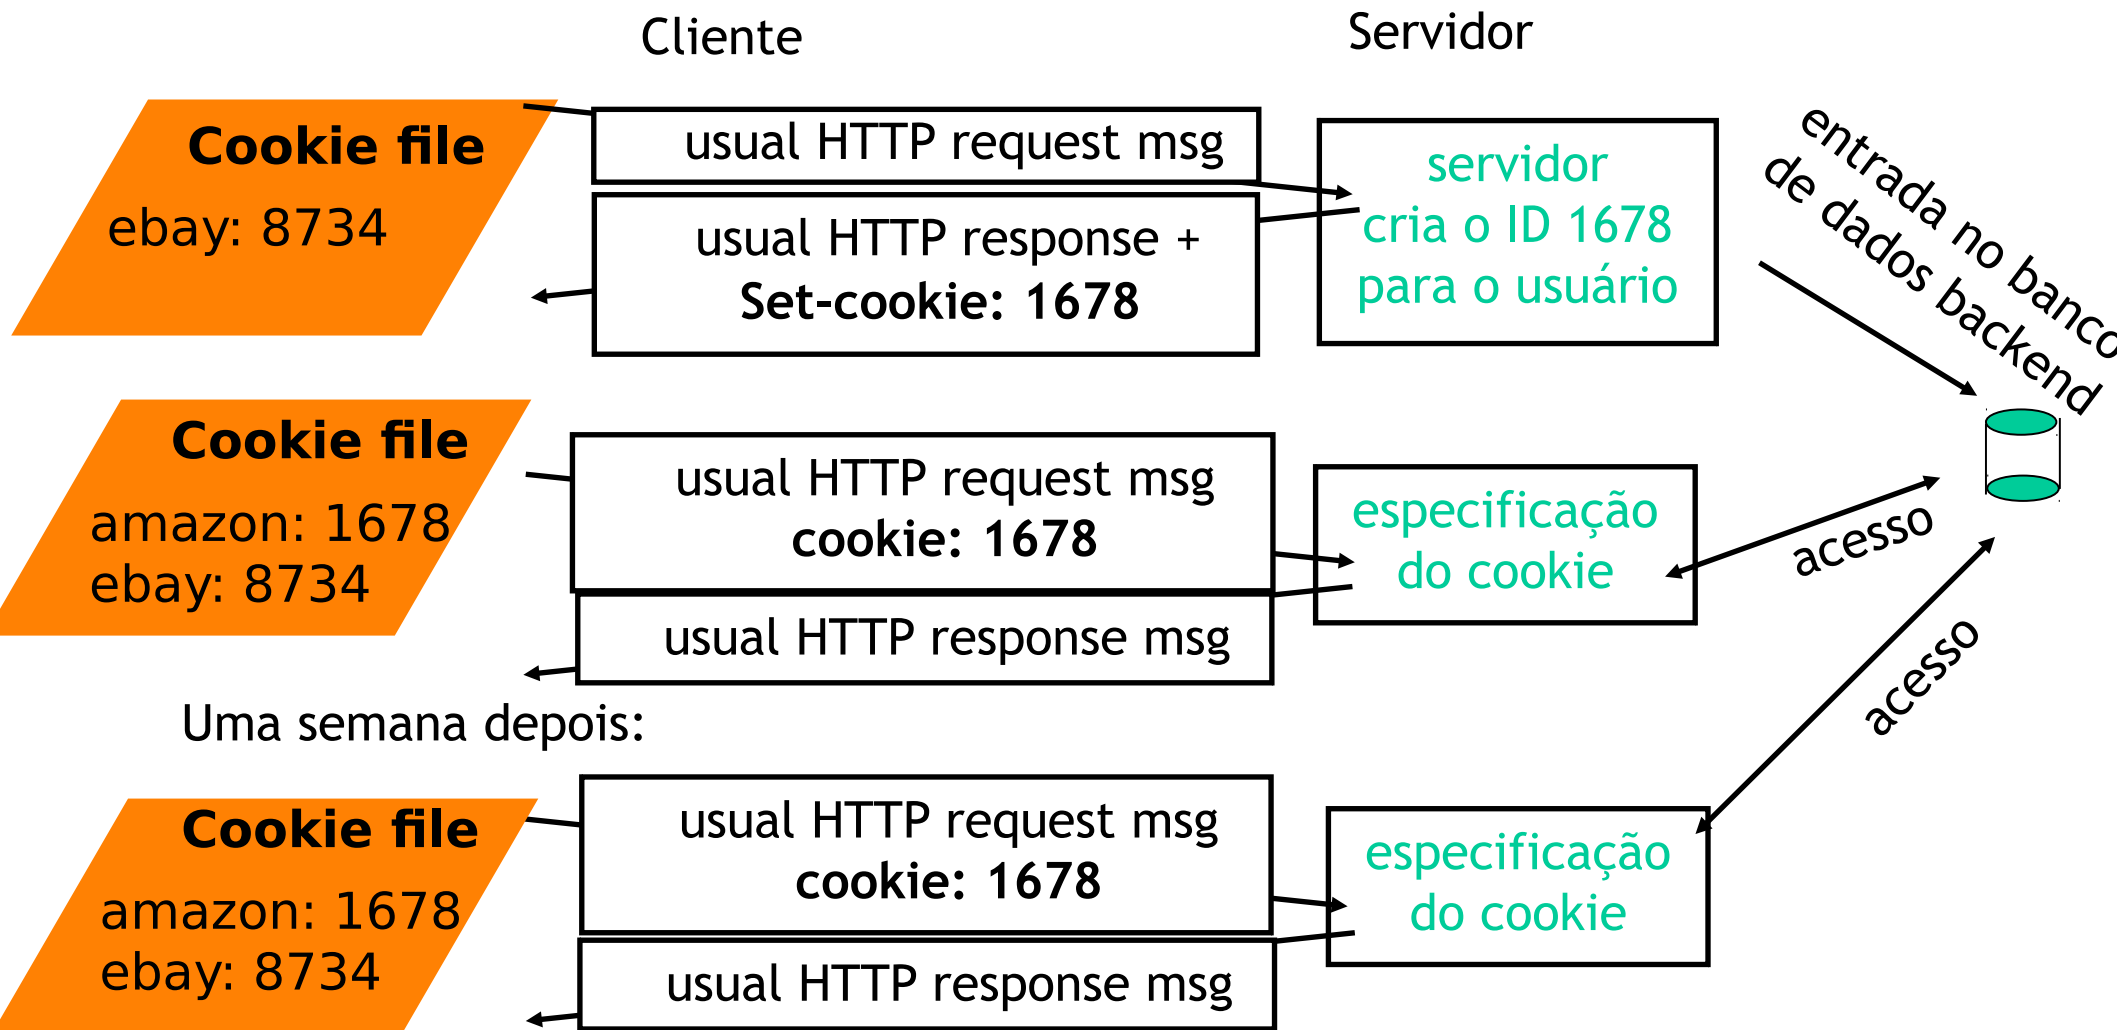 Cliente
Servidor
Cookie file
ebay: 8734
usual HTTP request msg
usual HTTP response +
Set-cookie: 1678
servidor
cria o ID 1678
para o usuário
entrada no banco
de dados backend
Cookie file
amazon: 1678
ebay: 8734
usual HTTP request msg
cookie: 1678
usual HTTP response msg
especificação
do cookie
acesso
acesso
Uma semana depois:
Cookie file
amazon: 1678
ebay: 8734
usual HTTP request msg
cookie: 1678
usual HTTP response msg
especificação
do cookie